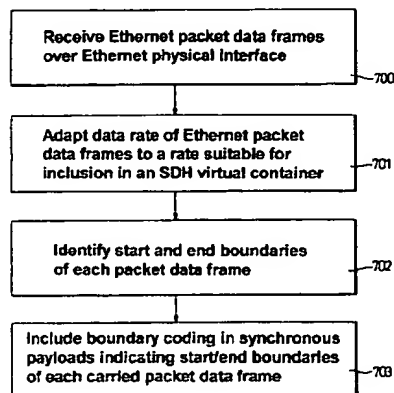 Receive Ethernet packet data frames
over Ethernet physical interface
700
Adapt data rate of Ethernet packet
data frames to a rate suitable for
inclusion in an SDH virtual container
701
Identify start and end boundaries
of each packet data frame
702
Include boundary coding in synchronous
payloads indicating start/end boundaries
of each carried packet data frame
703